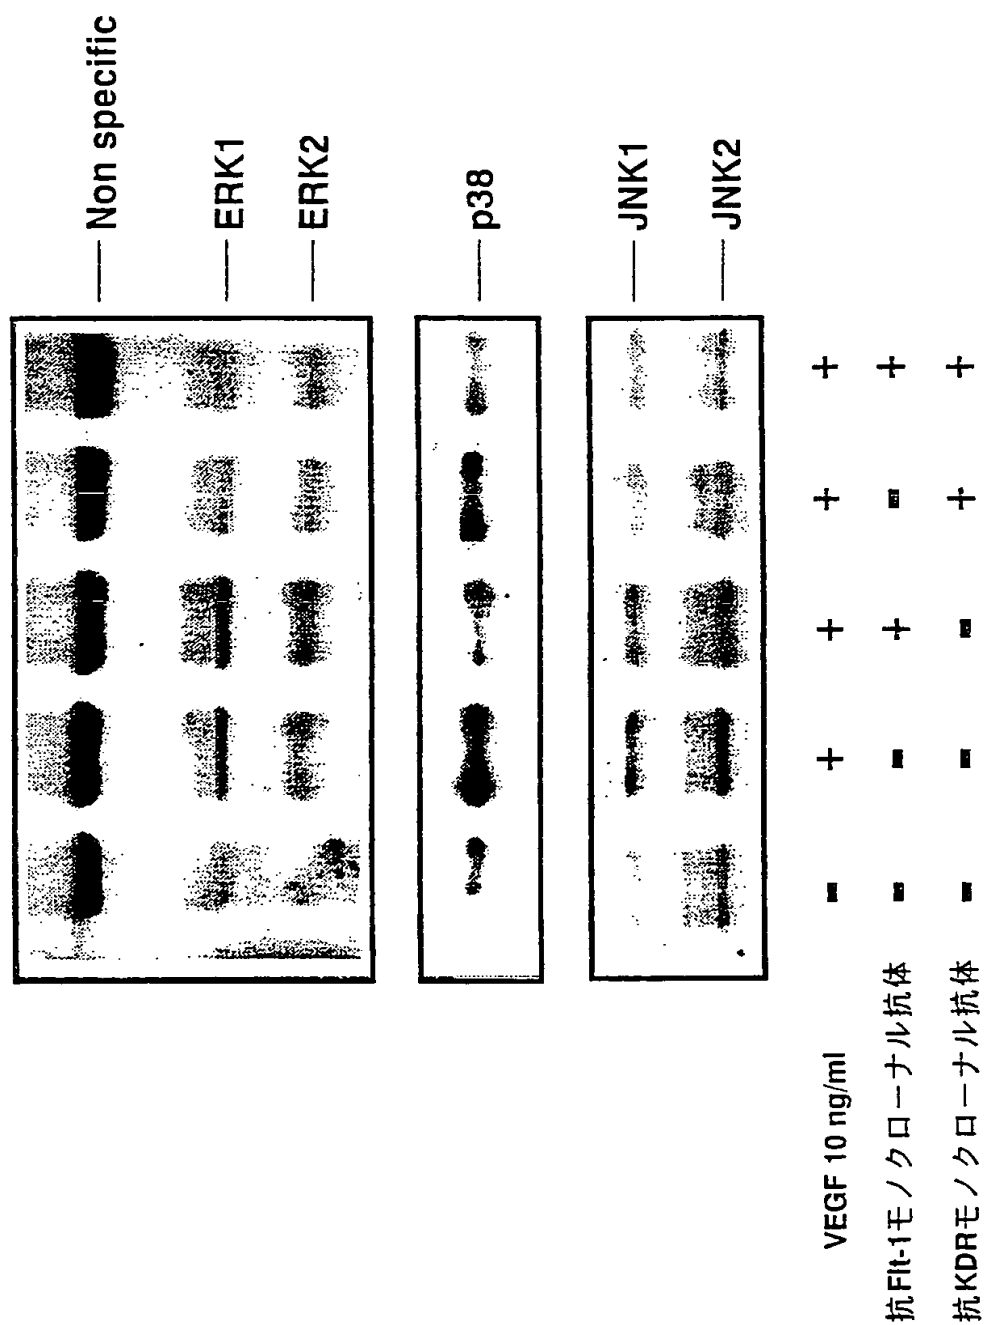 Non specific
ERK1
ERK2
p38
JNK1
JNK2
VEGF 10 ng/ml - + + + +
抗Flt-1モノクローナル抗体 - - + - +
抗KDRモノクローナル抗体 - - - + +